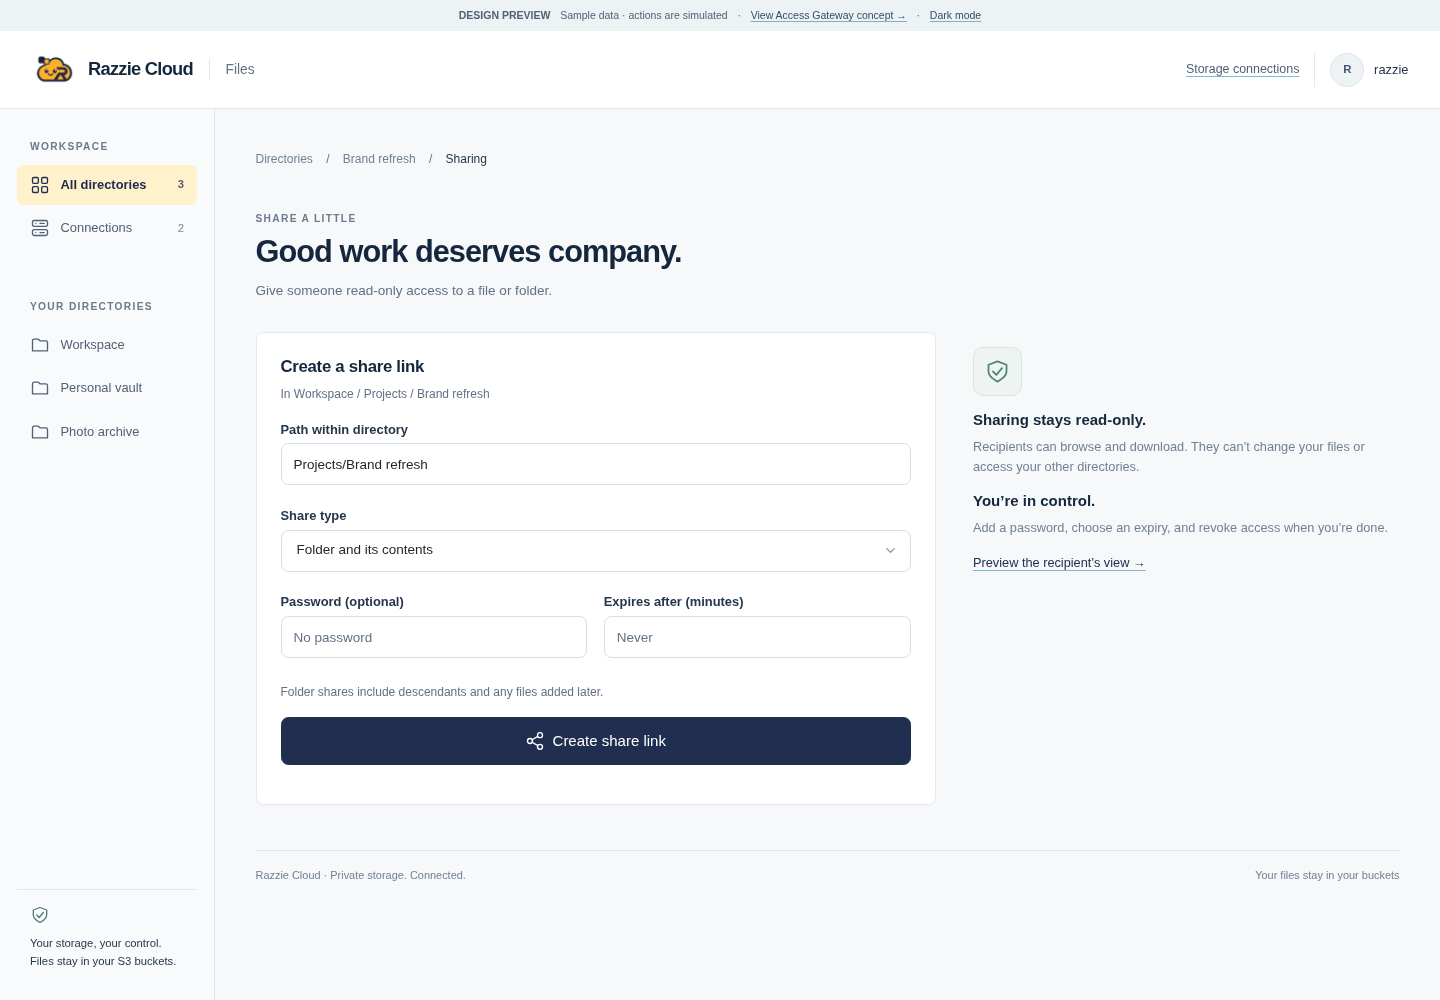 DESIGN PREVIEW Sample data · actions are simulated · View Access Gateway concept → · Dark mode
Razzie Cloud Files Storage connections R razzie
WORKSPACE
All directories 3
Connections 2
YOUR DIRECTORIES
Workspace
Personal vault
Photo archive
Your storage, your control.
Files stay in your S3 buckets.
Directories / Brand refresh / Sharing
SHARE A LITTLE
Good work deserves company.
Give someone read-only access to a file or folder.
Create a share link
In Workspace / Projects / Brand refresh
Path within directory
Projects/Brand refresh
Share type
Folder and its contents
Password (optional) Expires after (minutes)
No password Never
Folder shares include descendants and any files added later.
Create share link
Sharing stays read-only.
Recipients can browse and download. They can’t change your files or
access your other directories.
You’re in control.
Add a password, choose an expiry, and revoke access when you’re done.
Preview the recipient’s view →
Razzie Cloud · Private storage. Connected. Your files stay in your buckets